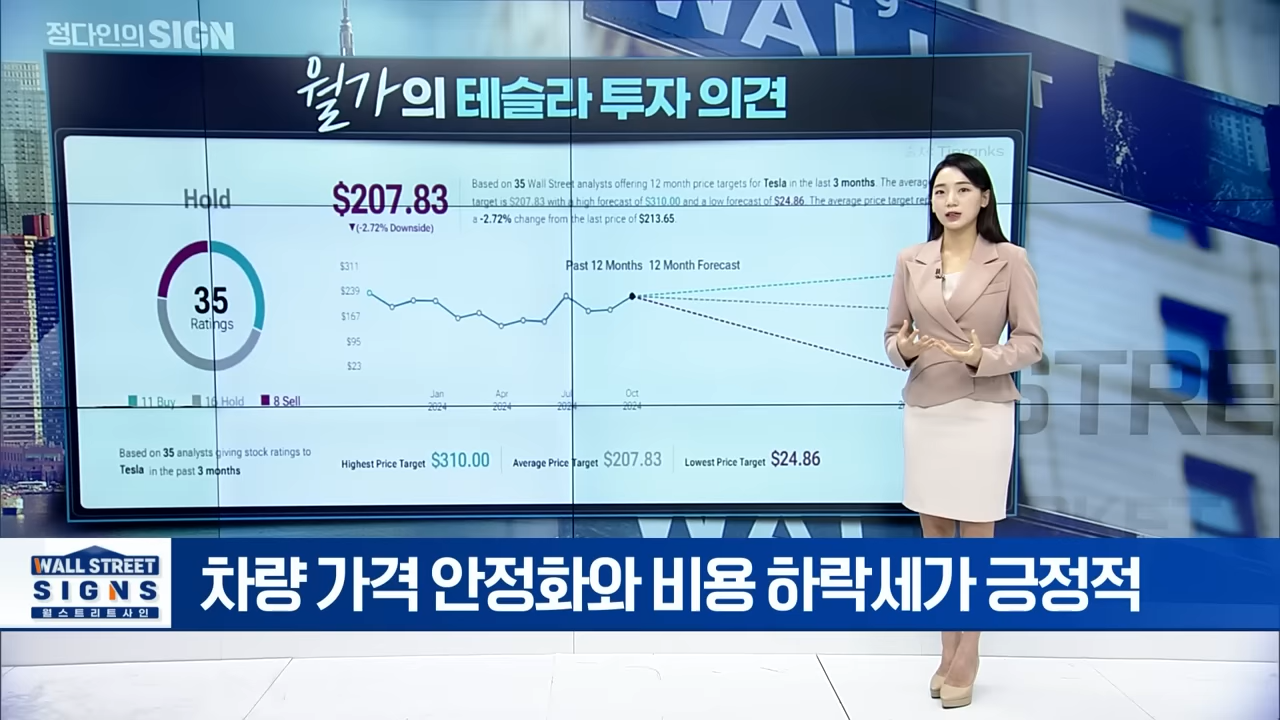 정다인의 SIGN
WALL
월가의 테슬라 투자 의견
Tipranks
Hold
$207.83
▼(-2.72% Downside)
Based on 35 Wall Street analysts offering 12 month price targets for Tesla in the last 3 months. The average
target is $207.83 with a high forecast of $310.00 and a low forecast of $24.86. The average price target rep
a -2.72% change from the last price of $213.65.
35
Ratings
11 Buy 16 Hold 8 Sell
Past 12 Months 12 Month Forecast
$311
$239
$167
$95
$23
Jan 2024
Apr 2024
Jul 2024
Oct 2024
Based on 35 analysts giving stock ratings to
Tesla in the past 3 months
Highest Price Target $310.00
Average Price Target $207.83
Lowest Price Target $24.86
STRE
WALL
WALL STREET
SIGNS
월스트리트사인
차량 가격 안정화와 비용 하락세가 긍정적